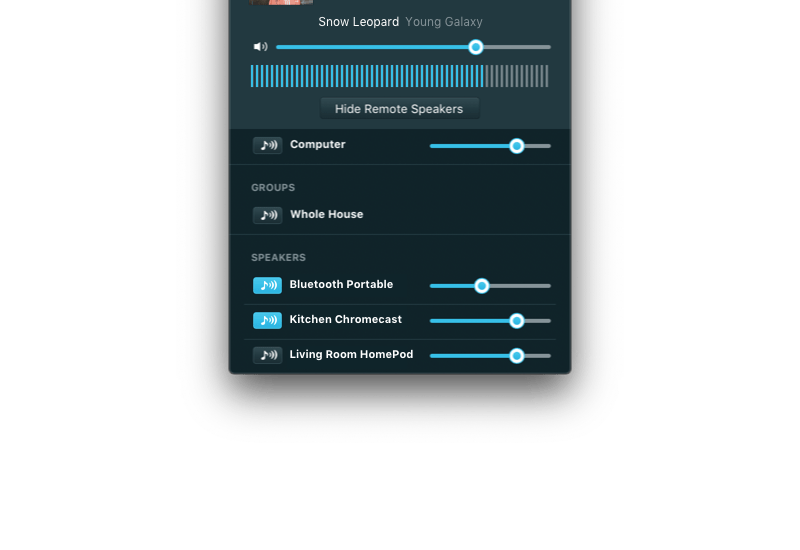 Snow Leopard Young Galaxy
Hide Remote Speakers
Computer
GROUPS
Whole House
SPEAKERS
Bluetooth Portable
Kitchen Chromecast
Living Room HomePod